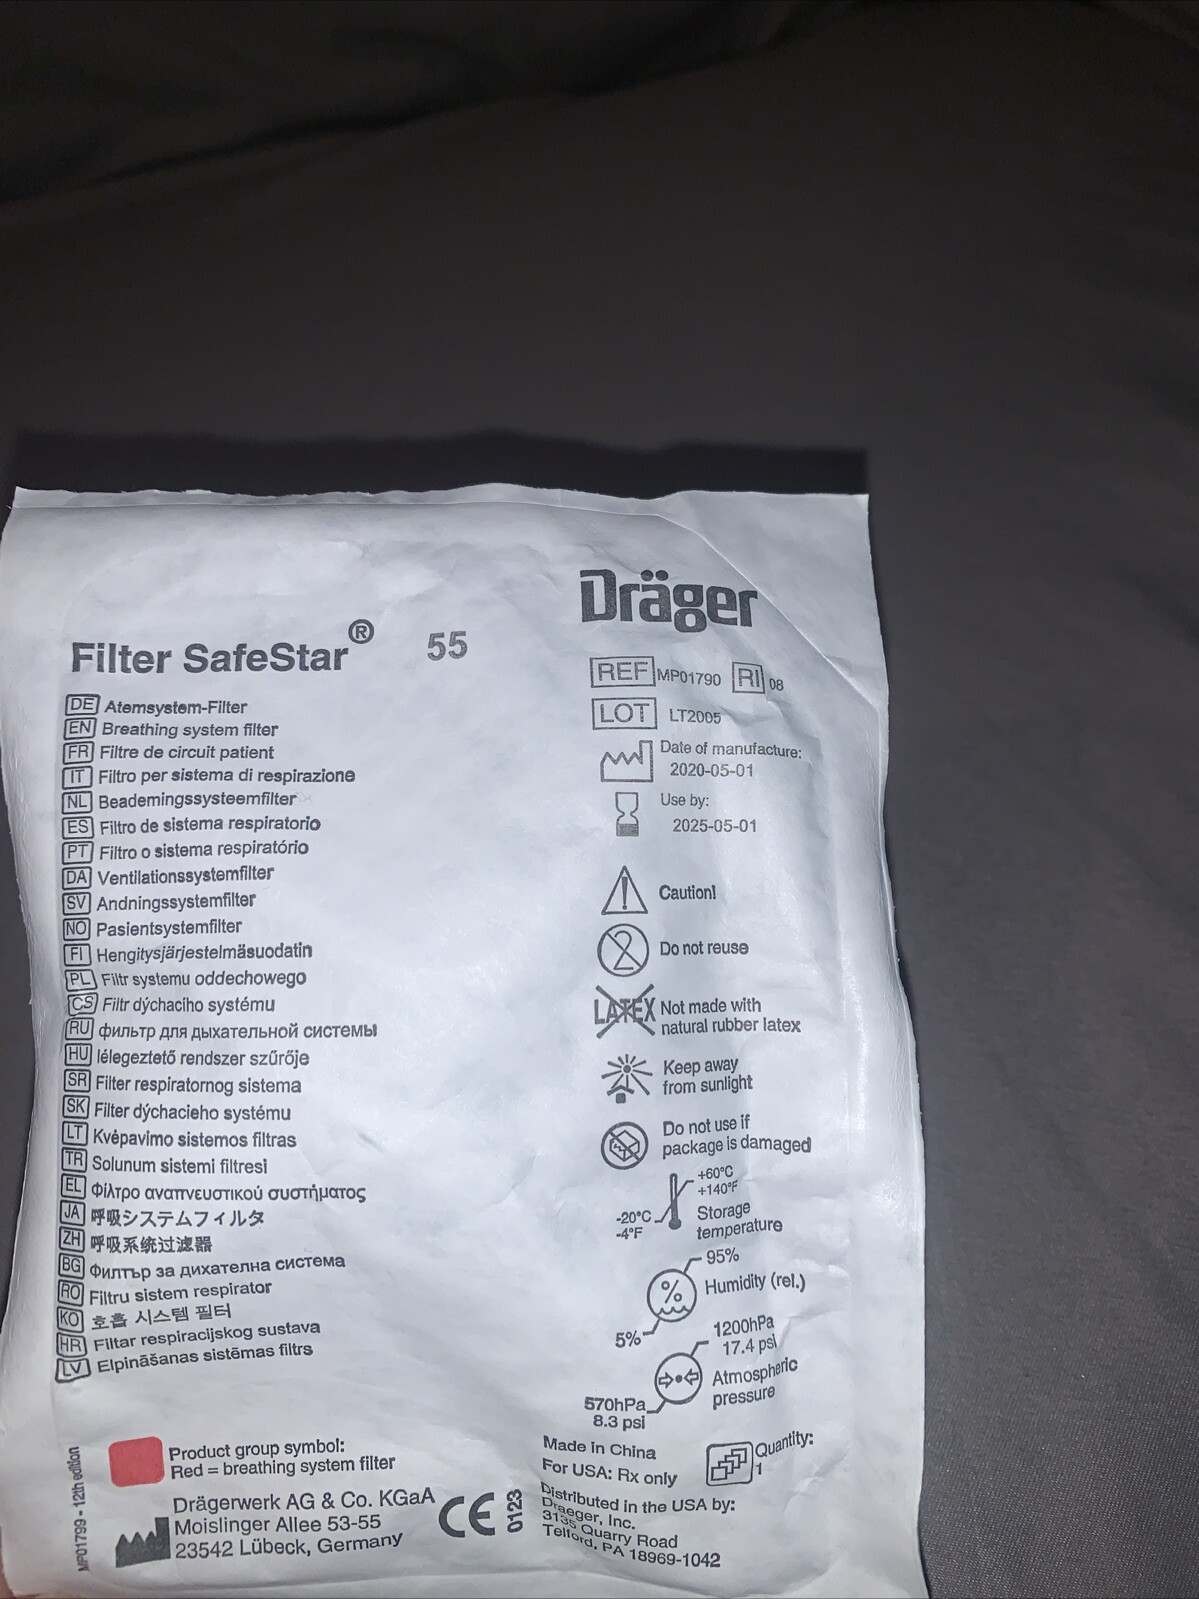 Filter SafeStar® 55
DE Atemsystem-Filter
EN Breathing system filter
FR Filtre de circuit patient
IT Filtro per sistema di respirazione
NL Beademingssysteemfilter
ES Filtro de sistema respiratorio
PT Filtro o sistema respiratório
DA Ventilationssystemfilter
SV Andningssystemfilter
NO Pasientsystemfilter
FI Hengitysjärjestelmäsuodatin
PL Filtr systemu oddechowego
CS Filtr dýchacího systému
RU фильтр для дыхательной системы
HU lélegeztető rendszer szűrője
SR Filter respiratornog sistema
SK Filter dýchacieho systému
LT Kvėpavimo sistemos filtras
TR Solunum sistemi filtresi
EL Φίλτρο αναπνευστικού συστήματος
JA 呼吸システムフィルタ
ZH 呼吸系统过滤器
BG Филтър за дихателна система
RO Filtru sistem respirator
KO 호흡 시스템 필터
HR Filtar respiracijskog sustava
LV Elpināšanas sistēmas filtrs
Product group symbol:
Red = breathing system filter
Drägerwerk AG & Co. KGaA
Moislinger Allee 53-55
23542 Lübeck, Germany
MP01799 - 12th edition
CE 0123
Dräger
REF MP01790 RI 08
LOT LT2005
Date of manufacture:
2020-05-01
Use by:
2025-05-01
Caution!
2 Do not reuse
LATEX Not made with
natural rubber latex
Keep away
from sunlight
Do not use if
package is damaged
+60°C
+140°F
-20°C
-4°F
Storage
temperature
95%
% Humidity (rel.)
5%
1200hPa
17.4 psi
Atmospheric
pressure
570hPa
8.3 psi
Made in China
For USA: Rx only
Quantity:
1
Distributed in the USA by:
Draeger, Inc.
3135 Quarry Road
Telford, PA 18969-1042